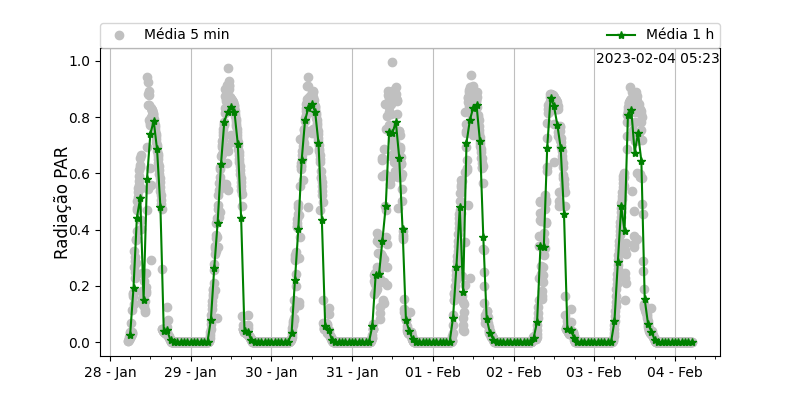 Média 5 min
Média 1 h
2023-02-04 05:23
Radiação PAR
1.0
0.8
0.6
0.4
0.2
0.0
28 - Jan
29 - Jan
30 - Jan
31 - Jan
01 - Feb
02 - Feb
03 - Feb
04 - Feb